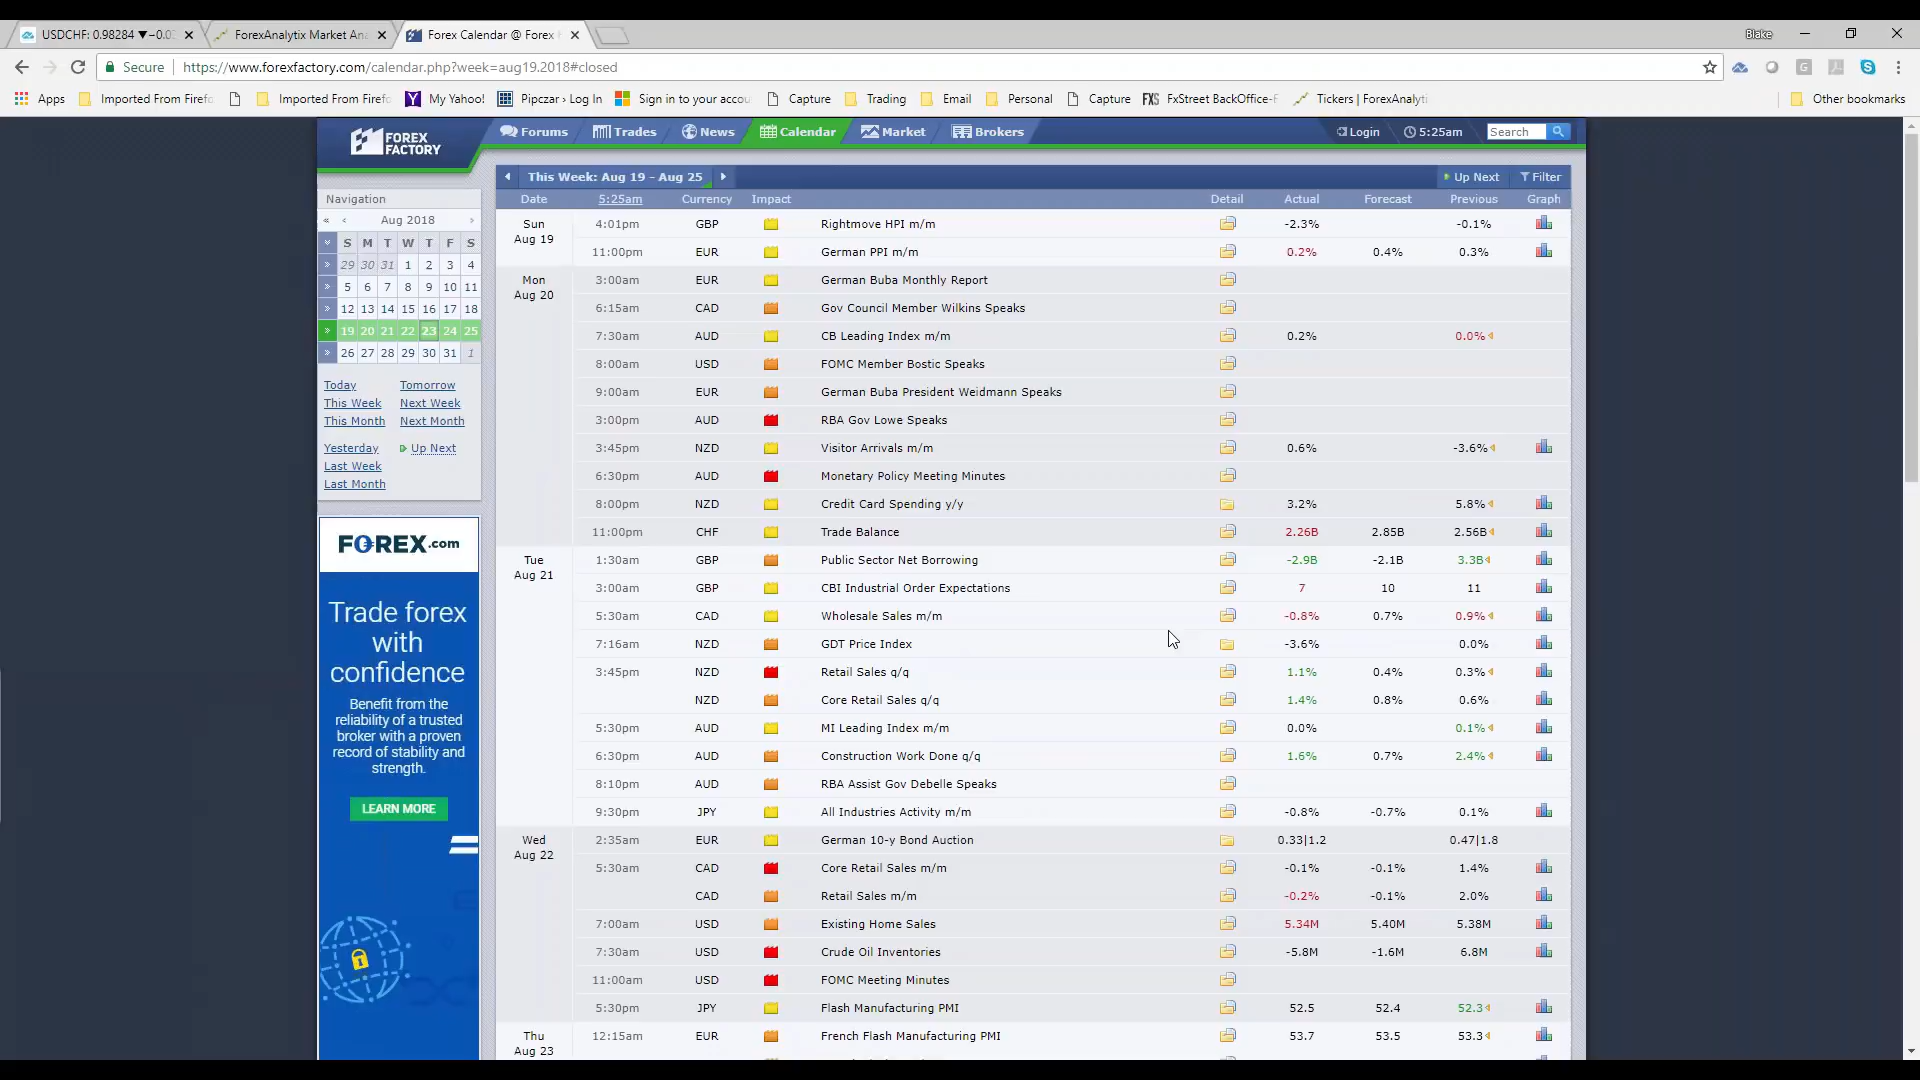 USDCHF: 0.98284 ▼−0.0
ForexAnalytix Market Ana
Forex Calendar @ Forex
Blake
Secure
https://www.forexfactory.com/calendar.php?week=aug19.2018#closed
Apps
Imported From Firefo
Imported From Firefo
My Yahoo!
Pipczar › Log In
Sign in to your accou
Capture
Trading
Email
Personal
Capture
FXS
FxStreet BackOffice-F
Tickers | ForexAnalyti
Other bookmarks
FOREX FACTORY
Forums
Trades
News
Calendar
Market
Brokers
Login
5:25am
Search
Navigation
« ‹ Aug 2018 ›
S M T W T F S
29 30 31 1 2 3 4
5 6 7 8 9 10 11
12 13 14 15 16 17 18
19 20 21 22 23 24 25
26 27 28 29 30 31 1
Today Tomorrow
This Week Next Week
This Month Next Month
Yesterday Up Next
Last Week
Last Month
FOREX.com
Trade forex
with
confidence
Benefit from the
reliability of a trusted
broker with a proven
record of stability and
strength.
LEARN MORE
This Week: Aug 19 - Aug 25
Up Next
Filter
Date 5:25am Currency Impact Detail Actual Forecast Previous Graph
Sun Aug 19 4:01pm GBP Rightmove HPI m/m -2.3% -0.1%
11:00pm EUR German PPI m/m 0.2% 0.4% 0.3%
Mon Aug 20 3:00am EUR German Buba Monthly Report
6:15am CAD Gov Council Member Wilkins Speaks
7:30am AUD CB Leading Index m/m 0.2% 0.0%
8:00am USD FOMC Member Bostic Speaks
9:00am EUR German Buba President Weidmann Speaks
3:00pm AUD RBA Gov Lowe Speaks
3:45pm NZD Visitor Arrivals m/m 0.6% -3.6%
6:30pm AUD Monetary Policy Meeting Minutes
8:00pm NZD Credit Card Spending y/y 3.2% 5.8%
11:00pm CHF Trade Balance 2.26B 2.85B 2.56B
Tue Aug 21 1:30am GBP Public Sector Net Borrowing -2.9B -2.1B 3.3B
3:00am GBP CBI Industrial Order Expectations 7 10 11
5:30am CAD Wholesale Sales m/m -0.8% 0.7% 0.9%
7:16am NZD GDT Price Index -3.6% 0.0%
3:45pm NZD Retail Sales q/q 1.1% 0.4% 0.3%
NZD Core Retail Sales q/q 1.4% 0.8% 0.6%
5:30pm AUD MI Leading Index m/m 0.0% 0.1%
6:30pm AUD Construction Work Done q/q 1.6% 0.7% 2.4%
8:10pm AUD RBA Assist Gov Debelle Speaks
9:30pm JPY All Industries Activity m/m -0.8% -0.7% 0.1%
Wed Aug 22 2:35am EUR German 10-y Bond Auction 0.33|1.2 0.47|1.8
5:30am CAD Core Retail Sales m/m -0.1% -0.1% 1.4%
CAD Retail Sales m/m -0.2% -0.1% 2.0%
7:00am USD Existing Home Sales 5.34M 5.40M 5.38M
7:30am USD Crude Oil Inventories -5.8M -1.6M 6.8M
11:00am USD FOMC Meeting Minutes
5:30pm JPY Flash Manufacturing PMI 52.5 52.4 52.3
Thu Aug 23 12:15am EUR French Flash Manufacturing PMI 53.7 53.5 53.3